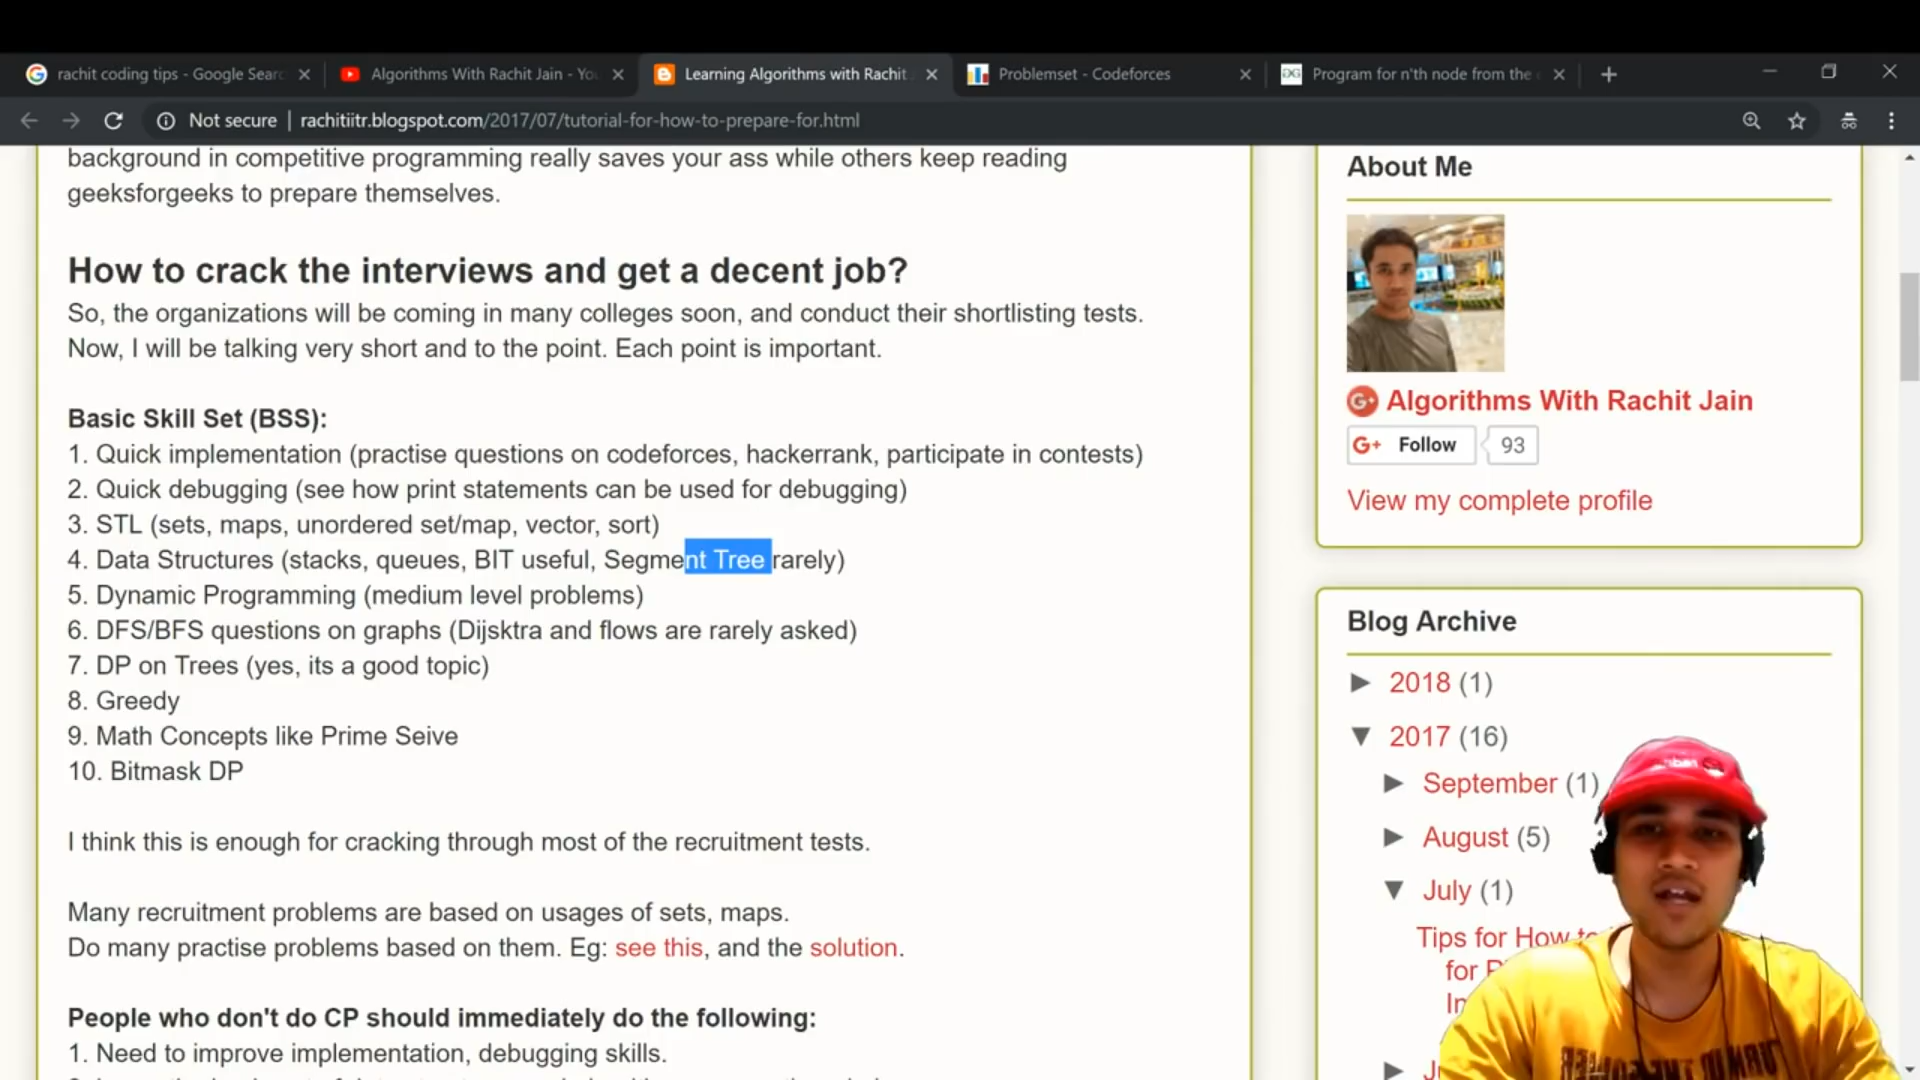 rachit coding tips - Google Sear
Algorithms With Rachit Jain - Yo
Learning Algorithms with Rachit
Problemset - Codeforces
Program for n'th node from the
Not secure | rachitiitr.blogspot.com/2017/07/tutorial-for-how-to-prepare-for.html
background in competitive programming really saves your ass while others keep reading
geeksforgeeks to prepare themselves.
How to crack the interviews and get a decent job?
So, the organizations will be coming in many colleges soon, and conduct their shortlisting tests.
Now, I will be talking very short and to the point. Each point is important.
Basic Skill Set (BSS):
1. Quick implementation (practise questions on codeforces, hackerrank, participate in contests)
2. Quick debugging (see how print statements can be used for debugging)
3. STL (sets, maps, unordered set/map, vector, sort)
4. Data Structures (stacks, queues, BIT useful, Segment Tree rarely)
5. Dynamic Programming (medium level problems)
6. DFS/BFS questions on graphs (Dijsktra and flows are rarely asked)
7. DP on Trees (yes, its a good topic)
8. Greedy
9. Math Concepts like Prime Seive
10. Bitmask DP
I think this is enough for cracking through most of the recruitment tests.
Many recruitment problems are based on usages of sets, maps.
Do many practise problems based on them. Eg: see this, and the solution.
People who don't do CP should immediately do the following:
1. Need to improve implementation, debugging skills.
About Me
G+ Algorithms With Rachit Jain
G+ Follow 93
View my complete profile
Blog Archive
► 2018 (1)
▼ 2017 (16)
► September (1)
► August (5)
▼ July (1)
Tips for How to
for